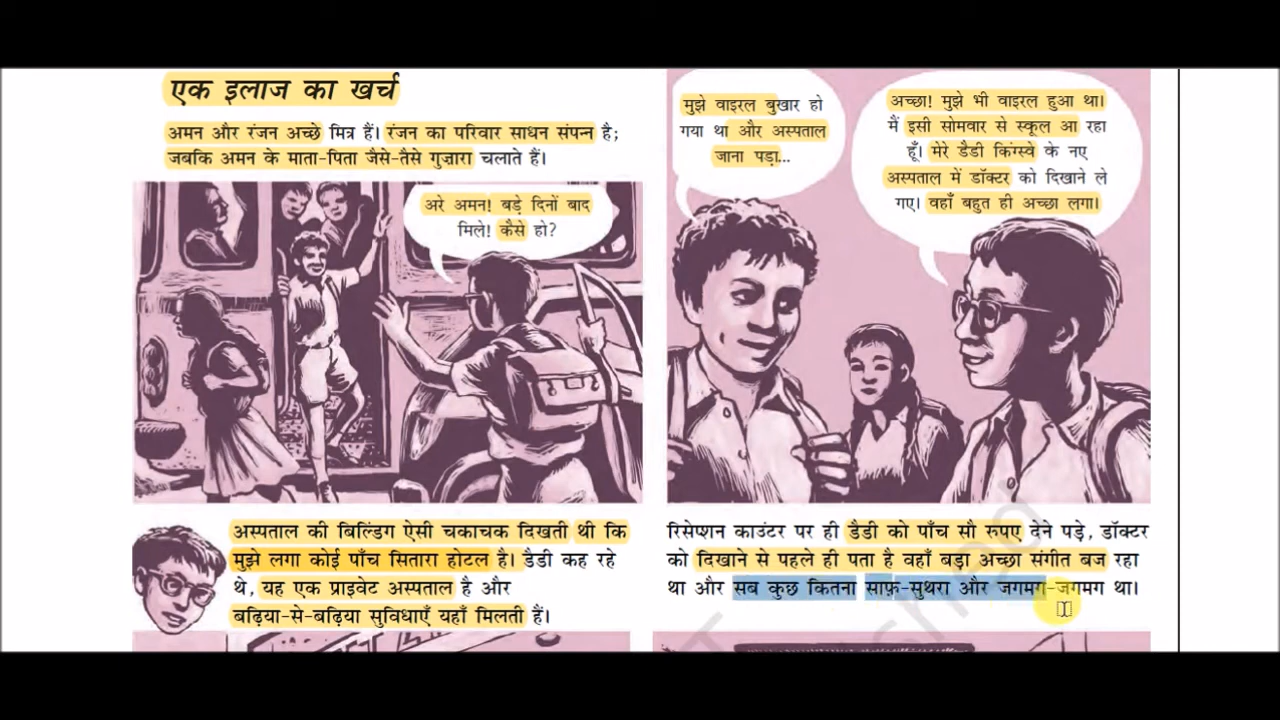 एक इलाज का खर्च
अमन और रंजन अच्छे मित्र हैं। रंजन का परिवार साधन संपन्न है;
जबकि अमन के माता-पिता जैसे-तैसे गुज़ारा चलाते हैं।
अरे अमन! बड़े दिनों बाद
मिले! कैसे हो?
मुझे वाइरल बुखार हो
गया था और अस्पताल
जाना पड़ा...
अच्छा! मुझे भी वाइरल हुआ था।
मैं इसी सोमवार से स्कूल आ रहा
हूँ। मेरे डैडी किंग्स्वे के नए
अस्पताल में डॉक्टर को दिखाने ले
गए। वहाँ बहुत ही अच्छा लगा।
अस्पताल की बिल्डिंग ऐसी चकाचक दिखती थी कि
मुझे लगा कोई पाँच सितारा होटल है। डैडी कह रहे
थे, यह एक प्राइवेट अस्पताल है और
बढ़िया-से-बढ़िया सुविधाएँ यहाँ मिलती हैं।
रिसेप्शन काउंटर पर ही डैडी को पाँच सौ रूपए देने पड़े, डॉक्टर
को दिखाने से पहले ही पता है वहाँ बड़ा अच्छा संगीत बज रहा
था और सब कुछ कितना साफ़-सुथरा और जगमग-जगमग था।